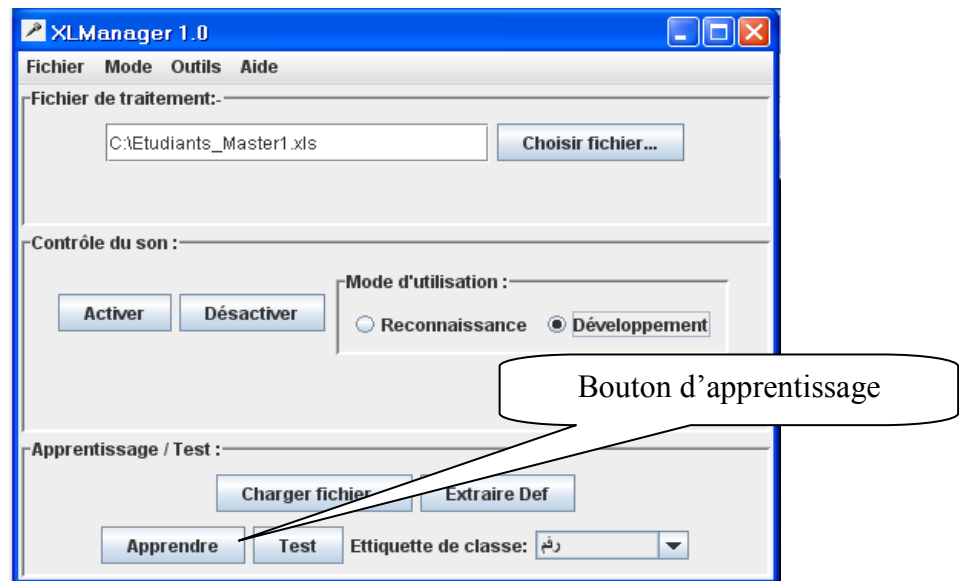 XLManager 1.0
Fichier Mode Outils Aide
Fichier de traitement:-
C:\Etudiants_Master1.xls Choisir fichier...
Contrôle du son :
Mode d'utilisation :
Activer Désactiver
Reconnaissance Développement
Bouton d’apprentissage
Apprentissage / Test :
Charger fichier Extraire Def
Apprendre Test Ettiquette de classe: رقم